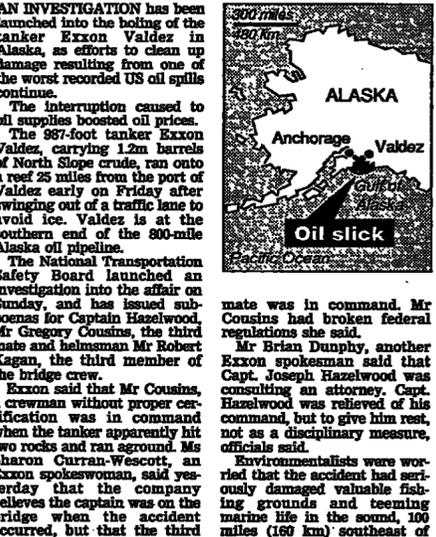 AN INVESTIGATION has been
launched into the holing of the
tanker Exxon Valdez in
Alaska, as efforts to clean up
damage resulting from one of
the worst recorded US oil spills
continue.
The interruption caused to
oil supplies boosted oil prices.
The 987-foot tanker Exxon
Valdez, carrying 1.2m barrels
of North Slope crude, ran onto
a reef 25 miles from the port of
Valdez early on Friday after
swinging out of a traffic lane to
avoid ice. Valdez is at the
southern end of the 800-mile
Alaska oil pipeline.
The National Transportation
Safety Board launched an
investigation into the affair on
Sunday, and has issued sub-
poenas for Captain Hazelwood,
Mr Gregory Cousins, the third
mate and helmsman Mr Robert
Kagan, the third member of
the bridge crew.
Exxon said that Mr Cousins,
a crewman without proper cer-
tification was in command
when the tanker apparently hit
two rocks and ran aground. Ms
Sharon Curran-Wescott, an
Exxon spokeswoman, said yes-
terday that the company
believes the captain was on the
bridge when the accident
occurred, but that the third
300 miles
480 km
ALASKA
Anchorage
Valdez
Gulf of
Alaska
Oil slick
Pacific Ocean
mate was in command. Mr
Cousins had broken federal
regulations she said.
Mr Brian Dunphy, another
Exxon spokesman said that
Capt. Joseph Hazelwood was
consulting an attorney. Capt.
Hazelwood was relieved of his
command, but to give him rest,
not as a disciplinary measure,
officials said.
Environmentalists were wor-
ried that the accident had seri-
ously damaged valuable fish-
ing grounds and teeming
marine life in the sound, 100
miles (160 km) southeast of